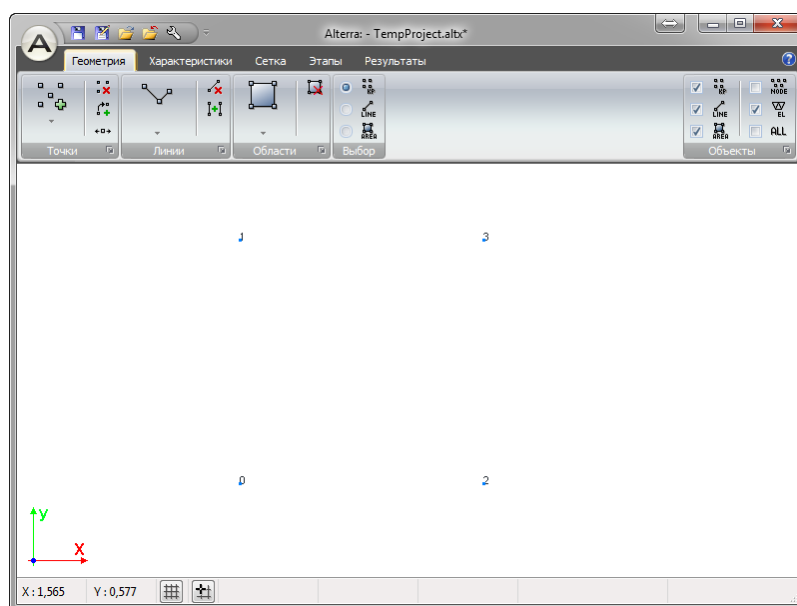 Alterra: - TempProject.altx*
A
Геометрия Характеристики Сетка Этапы Результаты ?
KP
LINE
AREA
KP NODE
LINE EL
AREA ALL
Точки Линии Области Выбор Объекты
1 3
0 2
y
X
X : 1,565 Y : 0,577